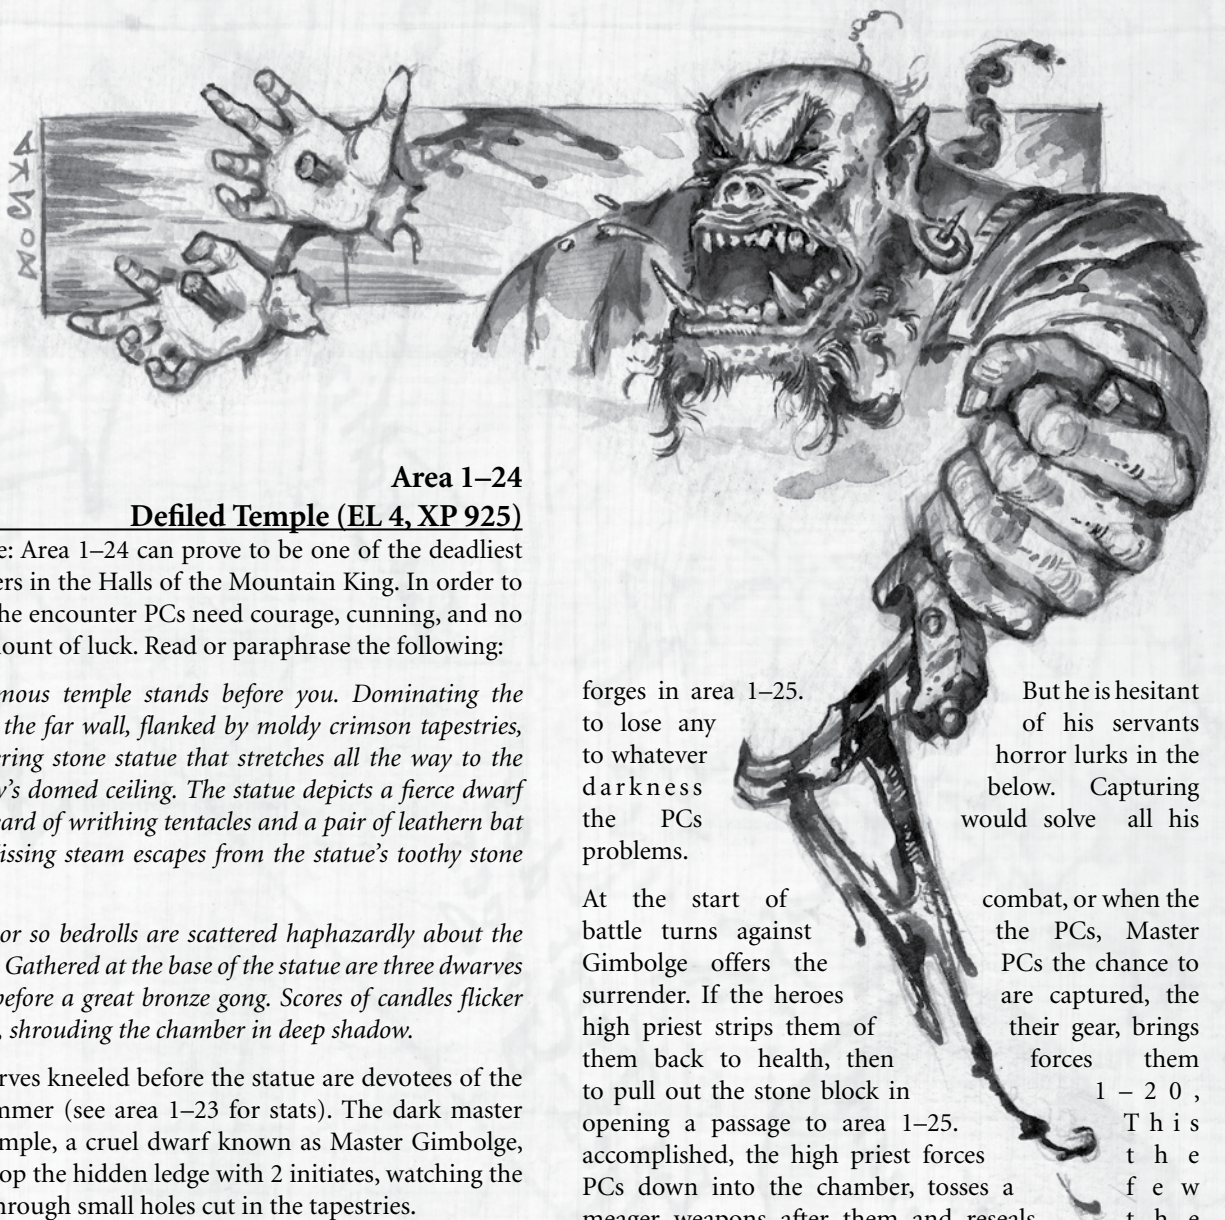 Area 1–24
Defiled Temple (EL 4, XP 925)
e: Area 1–24 can prove to be one of the deadliest
ers in the Halls of the Mountain King. In order to
he encounter PCs need courage, cunning, and no
ount of luck. Read or paraphrase the following:
mous temple stands before you. Dominating the
the far wall, flanked by moldy crimson tapestries,
ering stone statue that stretches all the way to the
y's domed ceiling. The statue depicts a fierce dwarf
eard of writhing tentacles and a pair of leathern bat
issing steam escapes from the statue's toothy stone
or so bedrolls are scattered haphazardly about the
Gathered at the base of the statue are three dwarves
before a great bronze gong. Scores of candles flicker
, shrouding the chamber in deep shadow.
rves kneeled before the statue are devotees of the
mmer (see area 1–23 for stats). The dark master
mple, a cruel dwarf known as Master Gimbolge,
op the hidden ledge with 2 initiates, watching the
hrough small holes cut in the tapestries.
forges in area 1–25. But he is hesitant
to lose any of his servants
to whatever horror lurks in the
darkness below. Capturing
the PCs would solve all his
problems.
At the start of combat, or when the
battle turns against the PCs, Master
Gimbolge offers the PCs the chance to
surrender. If the heroes are captured, the
high priest strips them of their gear, brings
them back to health, then forces them
to pull out the stone block in 1–20,
opening a passage to area 1–25. This
accomplished, the high priest forces the
PCs down into the chamber, tosses a few
meager weapons after them and reseals the